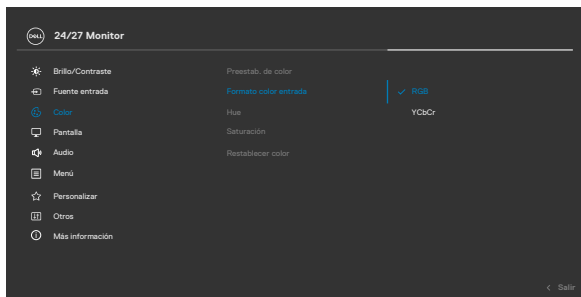 DELL
24/27 Monitor
Brillo/Contraste
Fuente entrada
Color
Pantalla
Audio
Menú
Personalizar
Otros
Más información
Preestab. de color
Formato color entrada
Hue
Saturación
Restablecer color
RGB
YCbCr
Salir